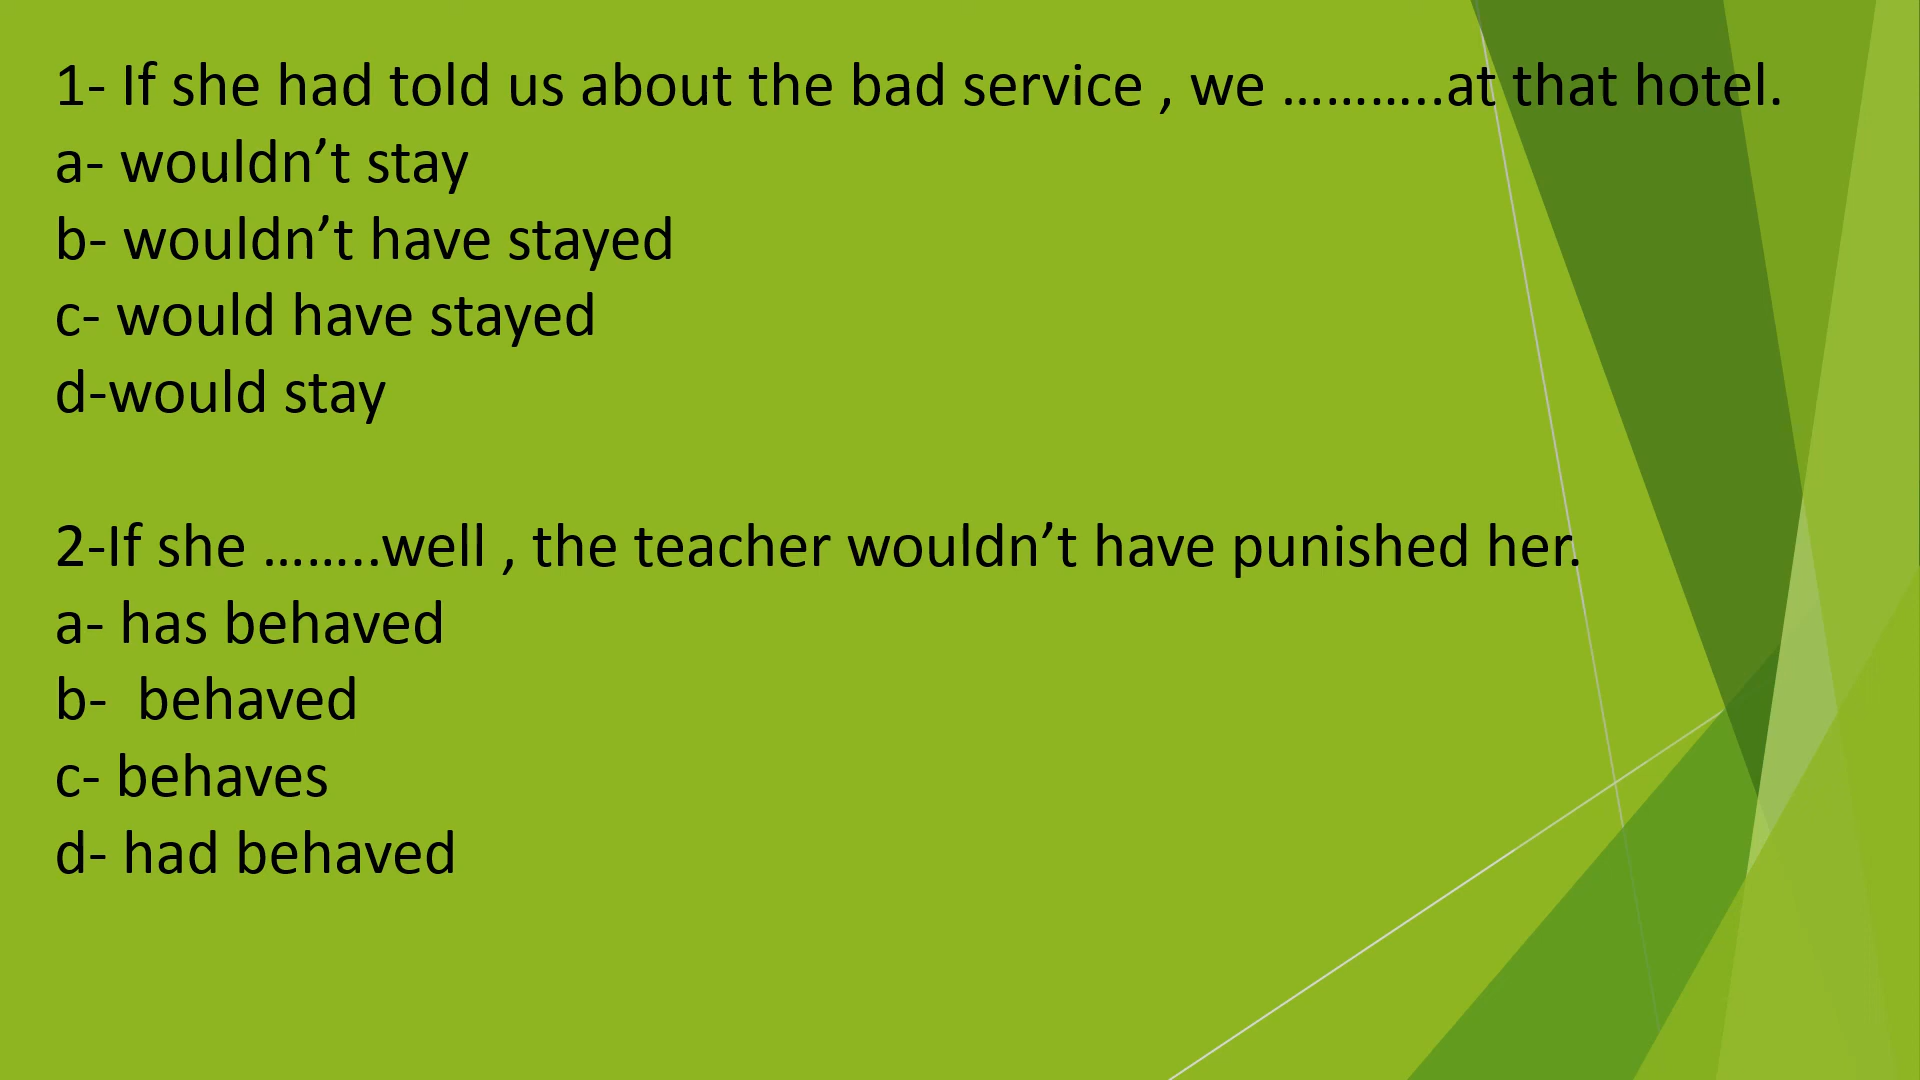 1- If she had told us about the bad service , we ………..at that hotel.
a- wouldn’t stay
b- wouldn’t have stayed
c- would have stayed
d-would stay
2-If she ……..well , the teacher wouldn’t have punished her.
a- has behaved
b-  behaved
c- behaves
d- had behaved